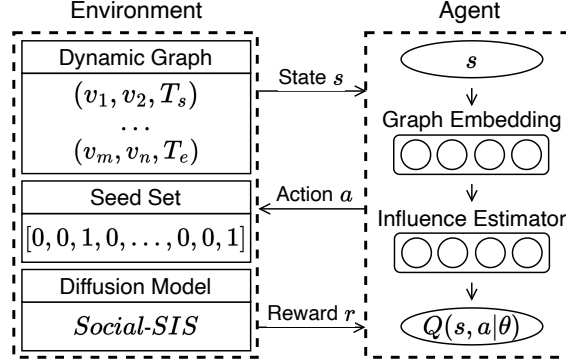 Environment
Dynamic Graph
(v₁, v₂, Tₛ)
...
(vₘ, vₙ, Tₑ)
Seed Set
[0, 0, 1, 0, ..., 0, 0, 1]
Diffusion Model
Social-SIS
State s
Action a
Reward r
Agent
s
Graph Embedding
Influence Estimator
Q(s, a|θ)